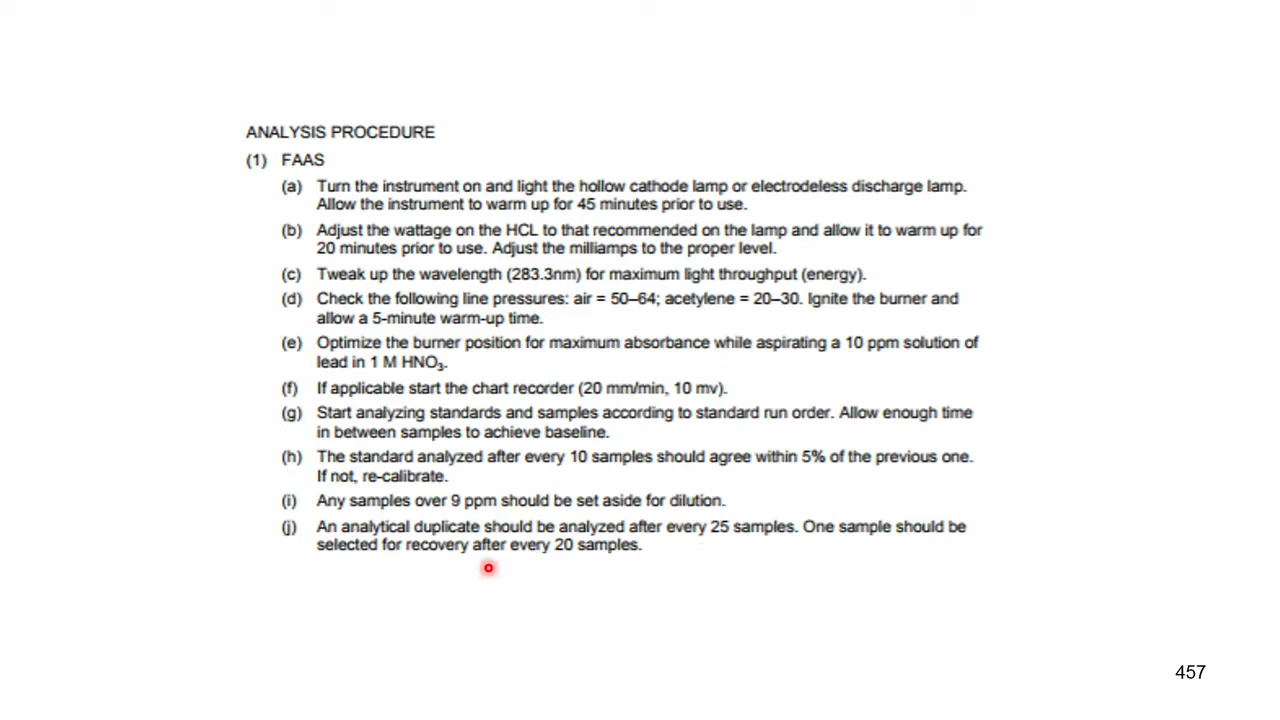 ANALYSIS PROCEDURE
(1) FAAS
(a) Turn the instrument on and light the hollow cathode lamp or electrodeless discharge lamp.
Allow the instrument to warm up for 45 minutes prior to use.
(b) Adjust the wattage on the HCL to that recommended on the lamp and allow it to warm up for
20 minutes prior to use. Adjust the milliamps to the proper level.
(c) Tweak up the wavelength (283.3nm) for maximum light throughput (energy).
(d) Check the following line pressures: air = 50–64; acetylene = 20–30. Ignite the burner and
allow a 5-minute warm-up time.
(e) Optimize the burner position for maximum absorbance while aspirating a 10 ppm solution of
lead in 1 M HNO₃.
(f) If applicable start the chart recorder (20 mm/min, 10 mv).
(g) Start analyzing standards and samples according to standard run order. Allow enough time
in between samples to achieve baseline.
(h) The standard analyzed after every 10 samples should agree within 5% of the previous one.
If not, re-calibrate.
(i) Any samples over 9 ppm should be set aside for dilution.
(j) An analytical duplicate should be analyzed after every 25 samples. One sample should be
selected for recovery after every 20 samples.
457